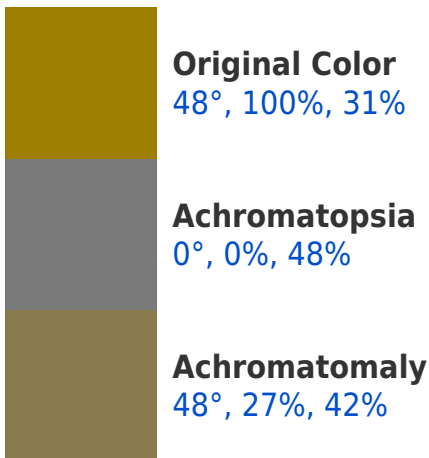 Original Color
48°, 100%, 31%
Achromatopsia
0°, 0%, 48%
Achromatomaly
48°, 27%, 42%